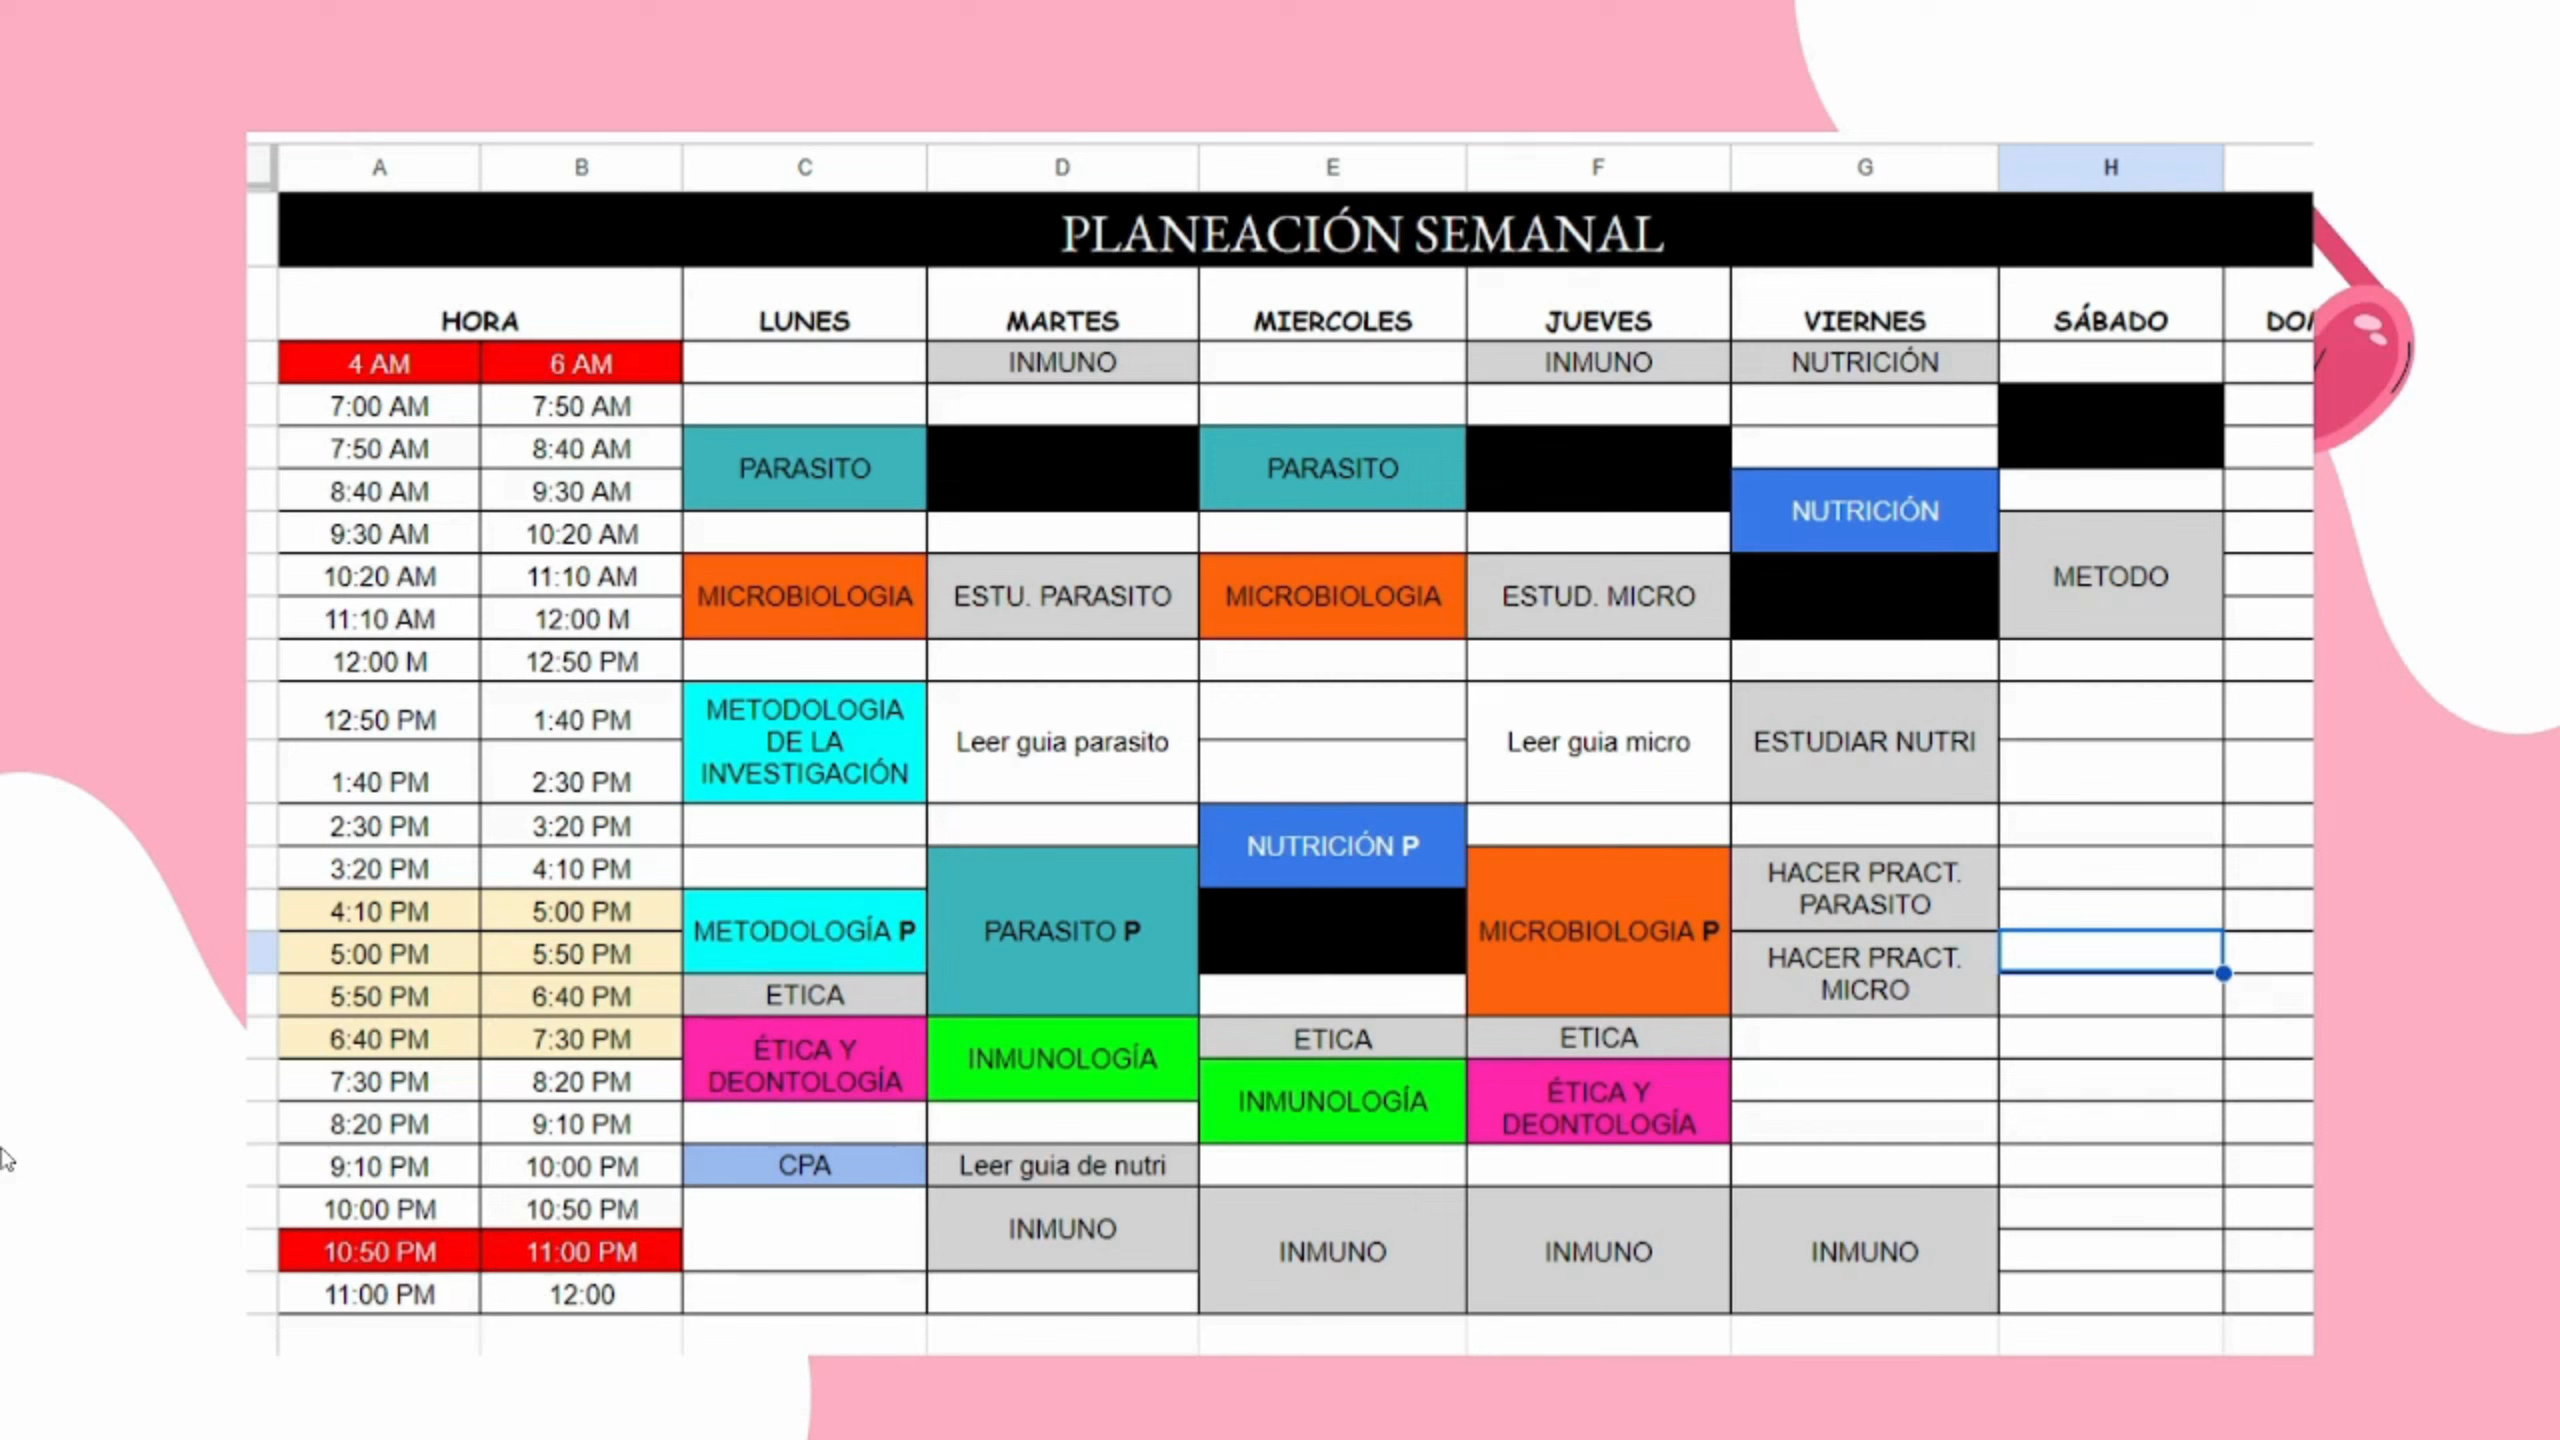 A B C D E F G H
PLANEACIÓN SEMANAL
HORA LUNES MARTES MIERCOLES JUEVES VIERNES SÁBADO
4 AM 6 AM INMUNO INMUNO NUTRICIÓN
7:00 AM 7:50 AM
7:50 AM 8:40 AM
PARASITO PARASITO
8:40 AM 9:30 AM
NUTRICIÓN
9:30 AM 10:20 AM
10:20 AM 11:10 AM
METODO
MICROBIOLOGIA ESTU. PARASITO MICROBIOLOGIA ESTUD. MICRO
11:10 AM 12:00 M
12:00 M 12:50 PM
12:50 PM 1:40 PM
METODOLOGIA
DE LA
INVESTIGACIÓN
Leer guia parasito Leer guia micro ESTUDIAR NUTRI
1:40 PM 2:30 PM
2:30 PM 3:20 PM
NUTRICIÓN P
3:20 PM 4:10 PM
HACER PRACT.
PARASITO
4:10 PM 5:00 PM
METODOLOGÍA P PARASITO P MICROBIOLOGIA P
5:00 PM 5:50 PM
HACER PRACT.
MICRO
5:50 PM 6:40 PM ETICA
6:40 PM 7:30 PM ETICA ETICA
ÉTICA Y
DEONTOLOGÍA
INMUNOLOGÍA
7:30 PM 8:20 PM
INMUNOLOGÍA
ÉTICA Y
DEONTOLOGÍA
8:20 PM 9:10 PM
9:10 PM 10:00 PM CPA Leer guia de nutri
10:00 PM 10:50 PM
INMUNO
10:50 PM 11:00 PM INMUNO INMUNO INMUNO
11:00 PM 12:00